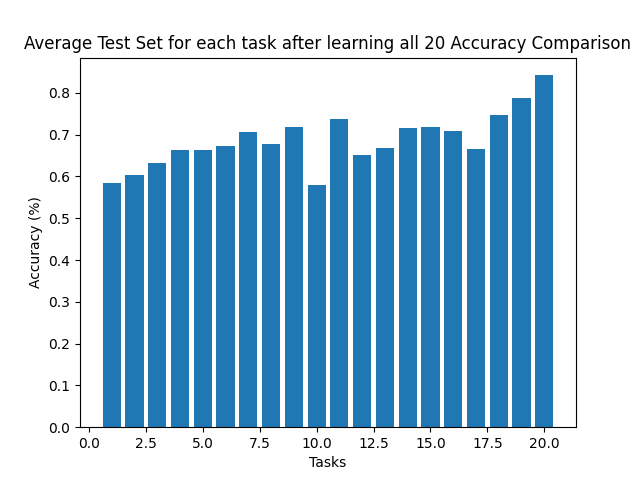 Average Test Set for each task after learning all 20 Accuracy Comparison
Accuracy (%)
0.8
0.7
0.6
0.5
0.4
0.3
0.2
0.1
0.0
0.0 2.5 5.0 7.5 10.0 12.5 15.0 17.5 20.0
Tasks